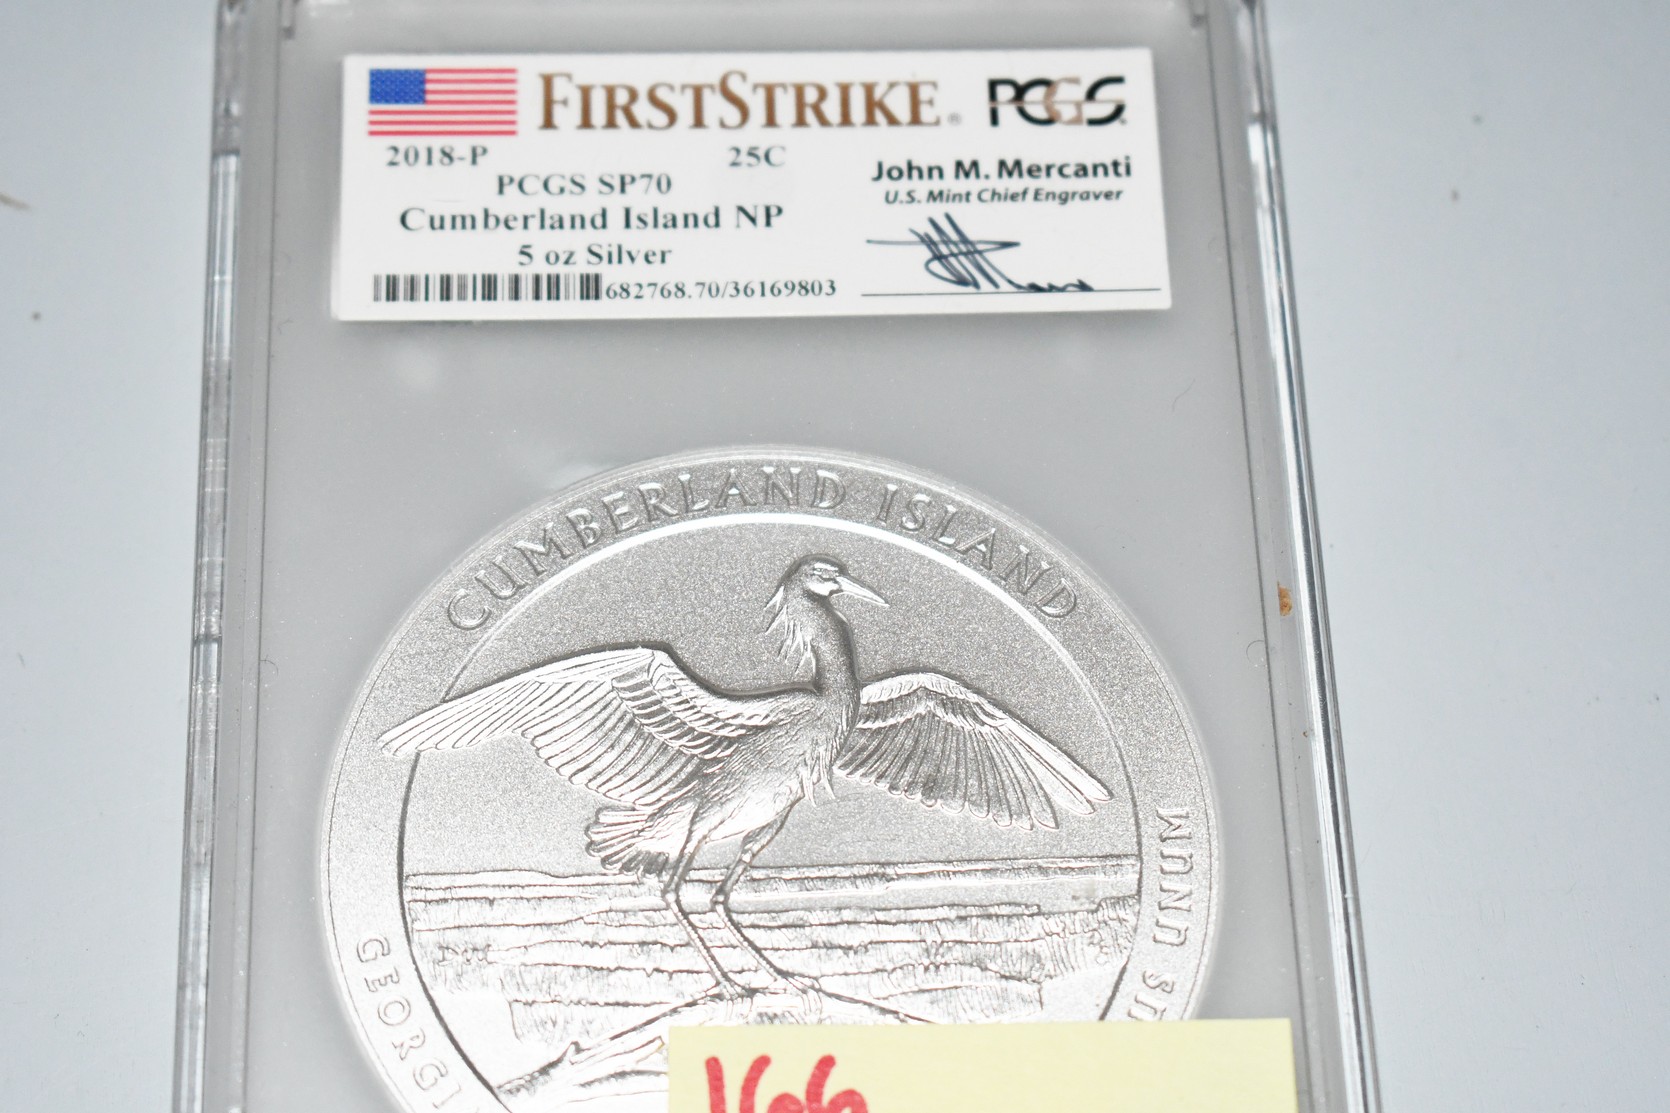 FIRSTSTRIKE® PCGS
2018-P 25C
PCGS SP70
Cumberland Island NP
5 oz Silver
682768.70/36169803
John M. Mercanti
U.S. Mint Chief Engraver
CUMBERLAND ISLAND
GEORGI